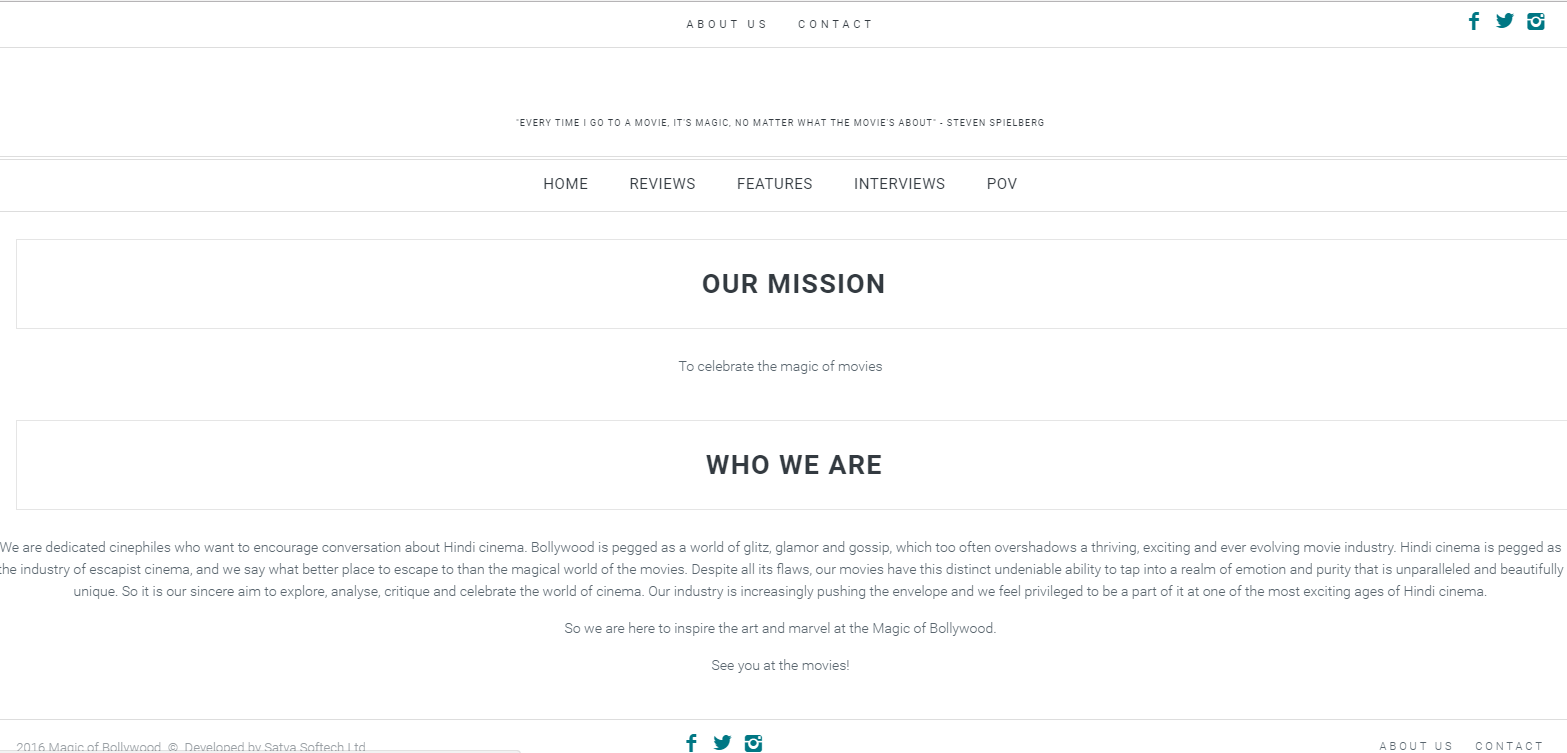 ABOUT US CONTACT
"EVERY TIME I GO TO A MOVIE, IT'S MAGIC, NO MATTER WHAT THE MOVIE'S ABOUT" - STEVEN SPIELBERG
HOME REVIEWS FEATURES INTERVIEWS POV
OUR MISSION
To celebrate the magic of movies
WHO WE ARE
We are dedicated cinephiles who want to encourage conversation about Hindi cinema. Bollywood is pegged as a world of glitz, glamor and gossip, which too often overshadows a thriving, exciting and ever evolving movie industry. Hindi cinema is pegged as
the industry of escapist cinema, and we say what better place to escape to than the magical world of the movies. Despite all its flaws, our movies have this distinct undeniable ability to tap into a realm of emotion and purity that is unparalleled and beautifully
unique. So it is our sincere aim to explore, analyse, critique and celebrate the world of cinema. Our industry is increasingly pushing the envelope and we feel privileged to be a part of it at one of the most exciting ages of Hindi cinema.
So we are here to inspire the art and marvel at the Magic of Bollywood.
See you at the movies!
2016 Magic of Bollywood. © Developed by Satva Softech Ltd ABOUT US CONTACT